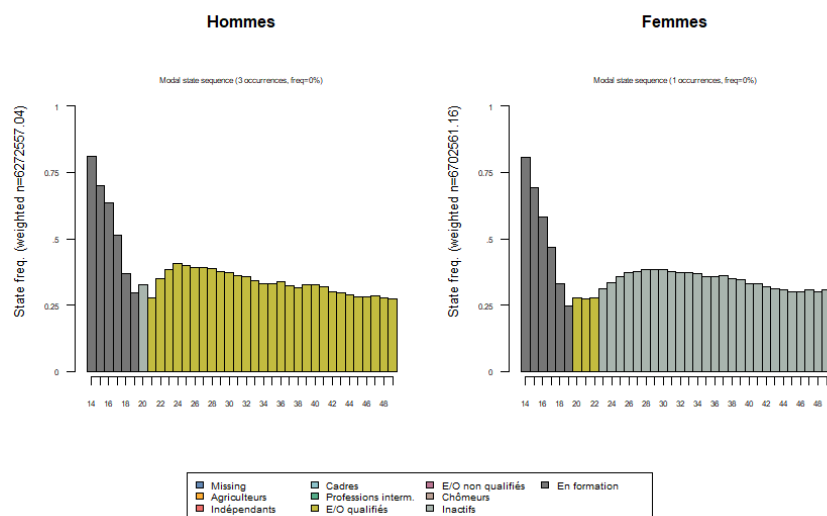 Hommes
Femmes
Modal state sequence (3 occurrences, freq=0%)
Modal state sequence (1 occurrences, freq=0%)
State freq. (weighted n=6272557.04)
1
0.75
.5
0.25
0
14 16 18 20 22 24 26 28 30 32 34 36 38 40 42 44 46 48
State freq. (weighted n=6702561.16)
1
0.75
.5
0.25
0
14 16 18 20 22 24 26 28 30 32 34 36 38 40 42 44 46 48
Missing
Agriculteurs
Indépendants
Cadres
Professions interm.
E/O qualifiés
E/O non qualifiés
Chômeurs
Inactifs
En formation